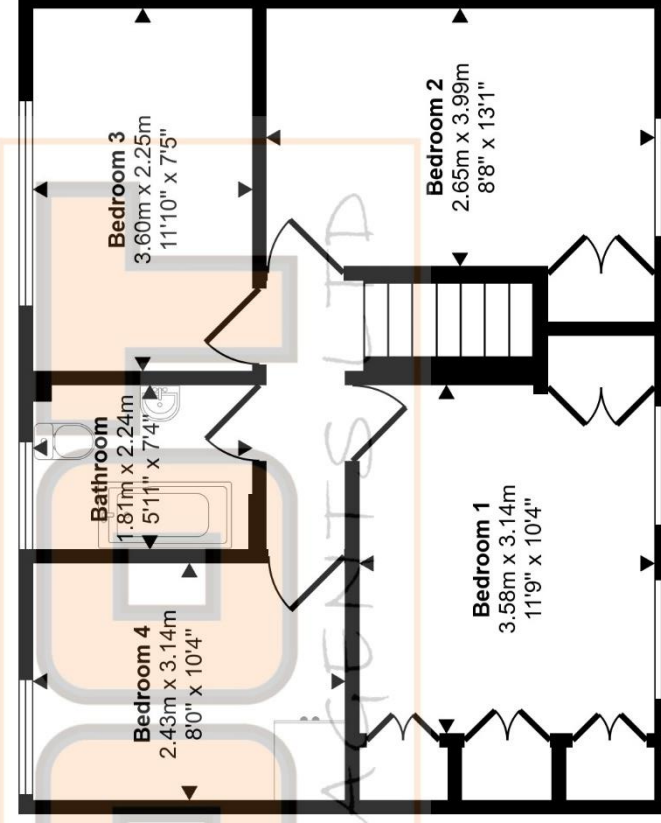 Bedroom 3
3.60m x 2.25m
11'10" x 7'5"
Bedroom 2
2.65m x 3.99m
8'8" x 13'1"
Bathroom
1.81m x 2.24m
5'11" x 7'4"
Bedroom 4
2.43m x 3.14m
8'0" x 10'4"
Bedroom 1
3.58m x 3.14m
11'9" x 10'4"
AGENTS LTD